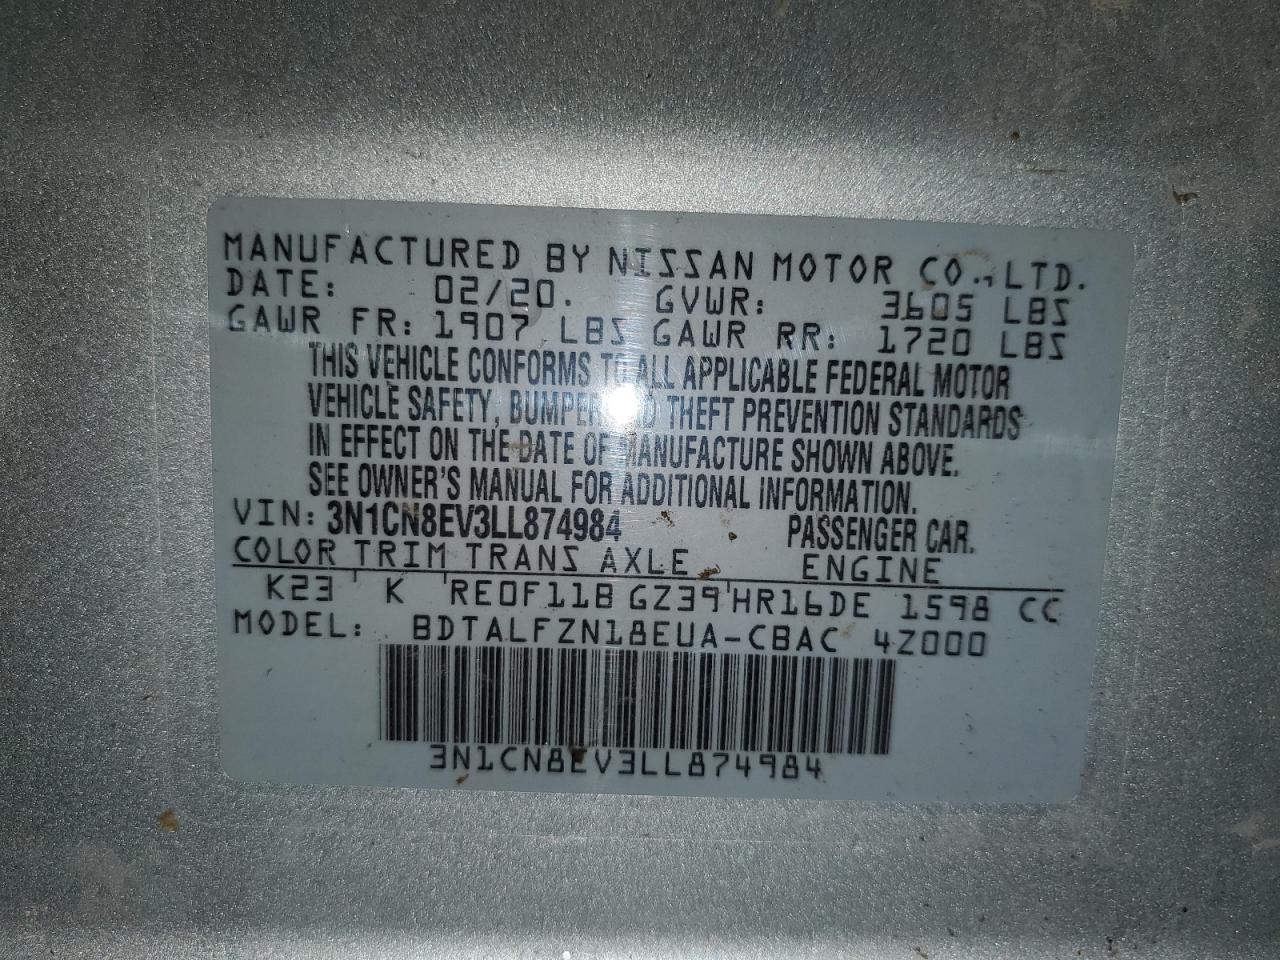 MANUFACTURED BY NISSAN MOTOR CO., LTD.
DATE: 02/20. GVWR: 3605 LBS
GAWR FR: 1907 LBS GAWR RR: 1720 LBS
THIS VEHICLE CONFORMS TO ALL APPLICABLE FEDERAL MOTOR
VEHICLE SAFETY, BUMPER AND THEFT PREVENTION STANDARDS
IN EFFECT ON THE DATE OF MANUFACTURE SHOWN ABOVE.
SEE OWNER'S MANUAL FOR ADDITIONAL INFORMATION.
VIN: 3N1CN8EV3LL874984 PASSENGER CAR.
COLOR TRIM TRANS AXLE ENGINE
K23 K RE0F11B GZ39 HR16DE 1598 CC
MODEL: BDTALFZN18EUA-CBAC 4Z000
3N1CN8EV3LL874984